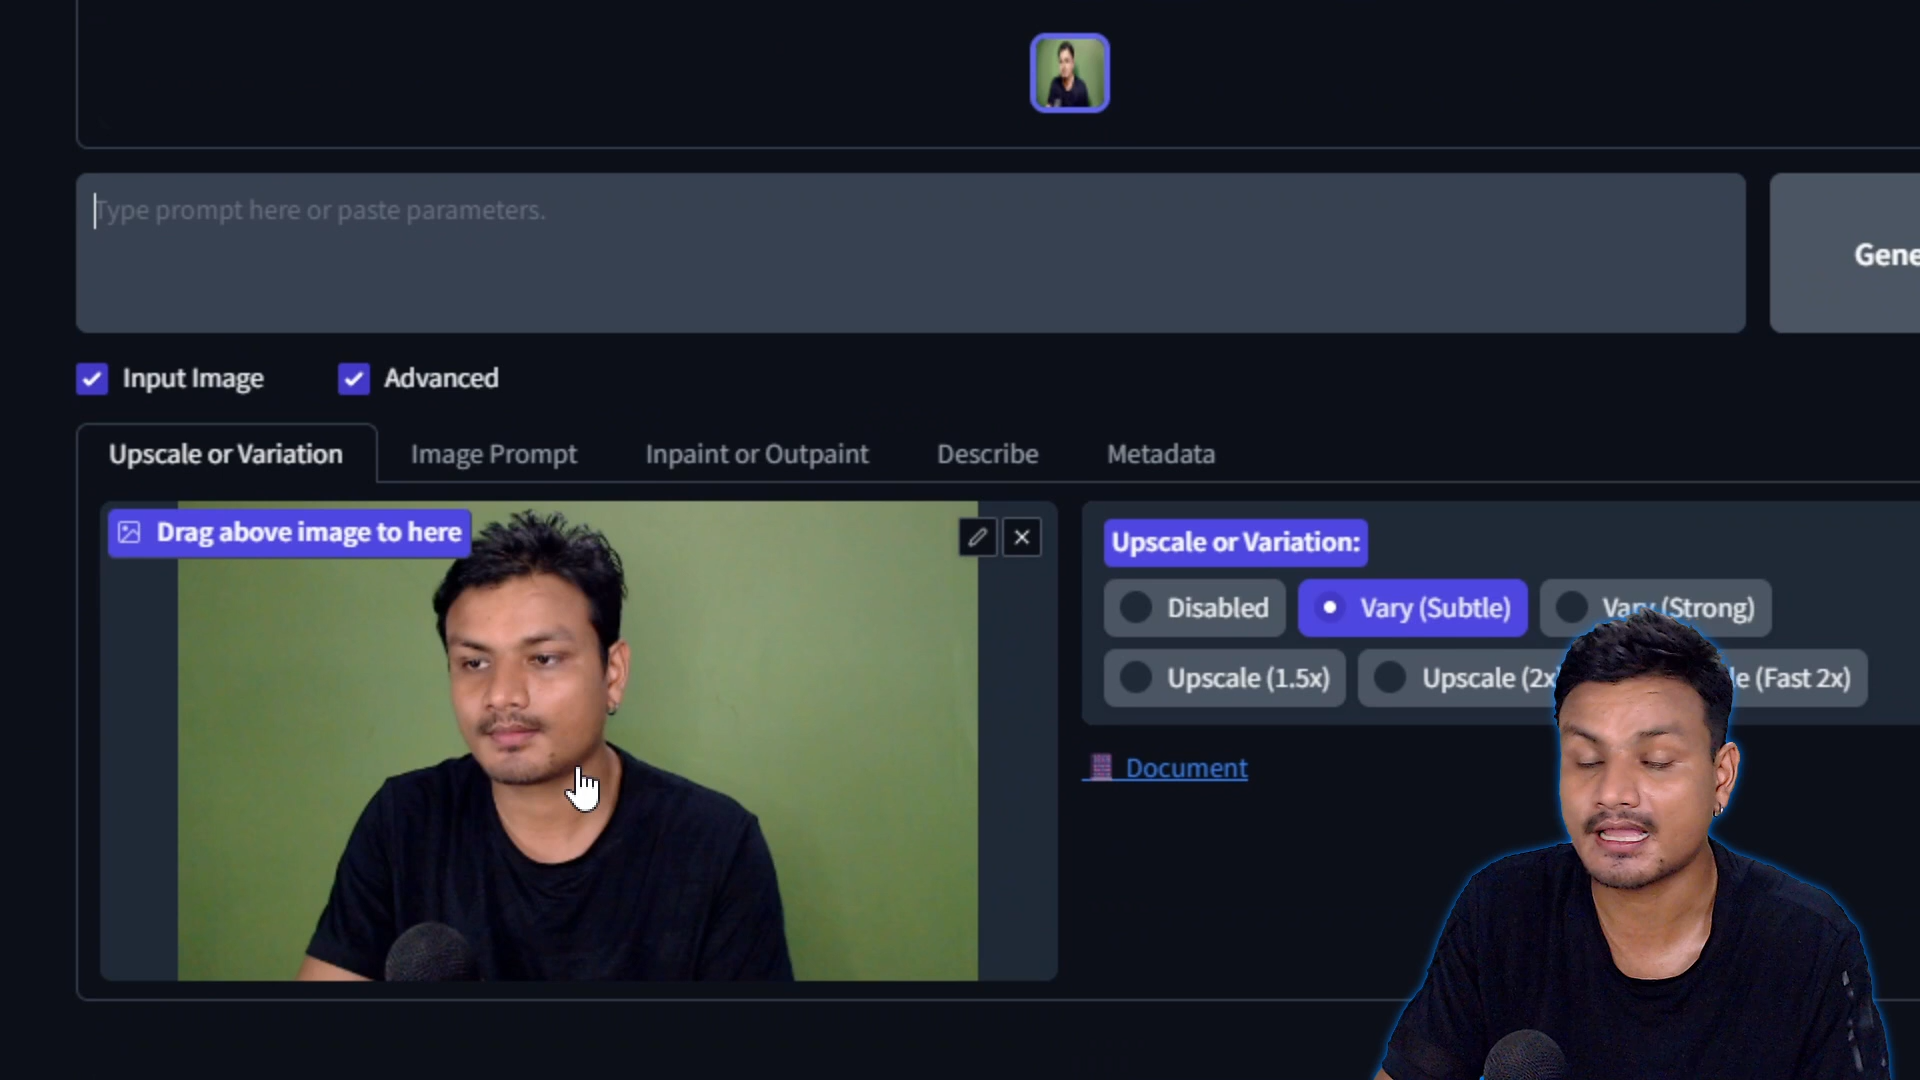 Type prompt here or paste parameters.
Gene
Input Image
Advanced
Upscale or Variation
Image Prompt
Inpaint or Outpaint
Describe
Metadata
Drag above image to here
Upscale or Variation:
Disabled
Vary (Subtle)
Vary (Strong)
Upscale (1.5x)
Upscale (2x
(Fast 2x)
Document